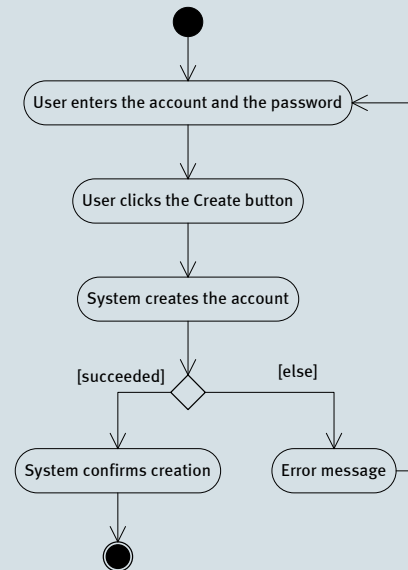 User enters the account and the password
User clicks the Create button
System creates the account
[succeeded]
[else]
System confirms creation
Error message